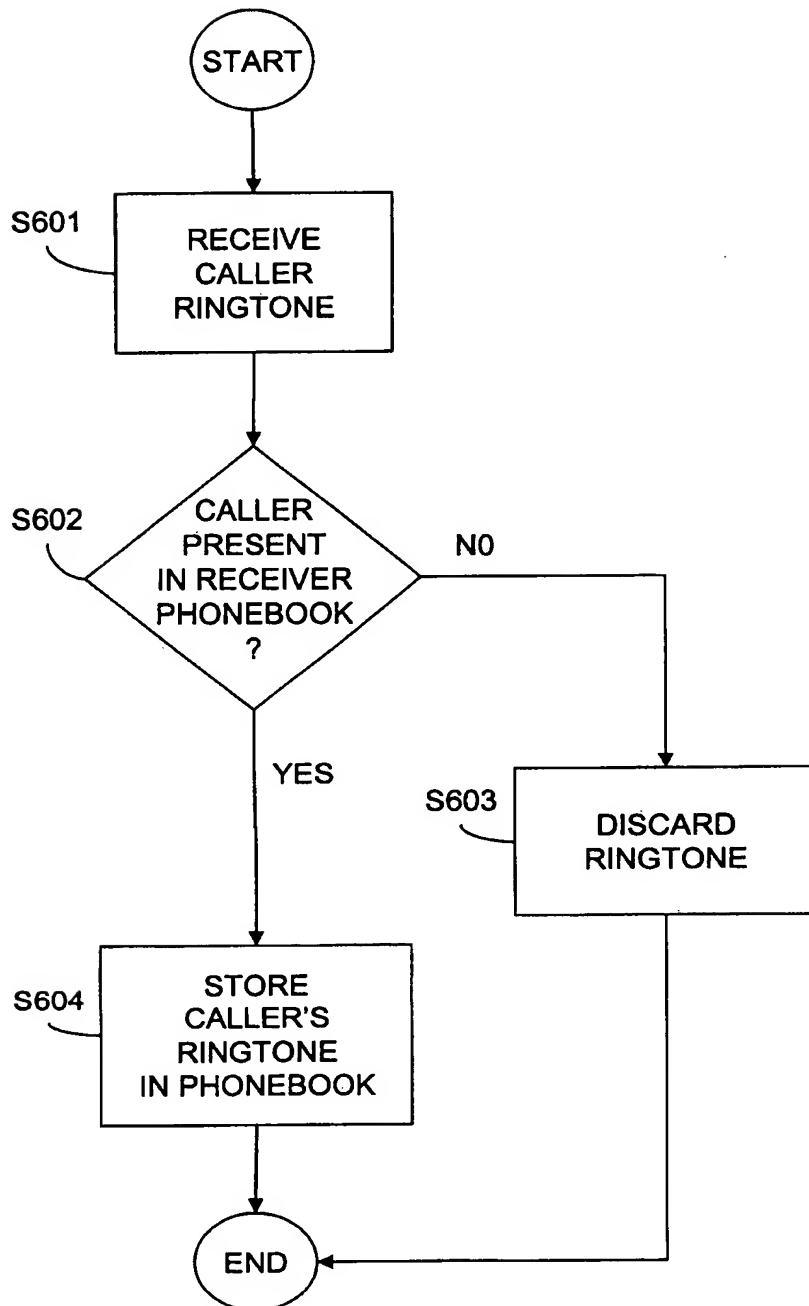 START
S601
RECEIVE
CALLER
RINGTONE
S602
CALLER
PRESENT
IN RECEIVER
PHONEBOOK
?
N0
YES
S603
DISCARD
RINGTONE
S604
STORE
CALLER'S
RINGTONE
IN PHONEBOOK
END